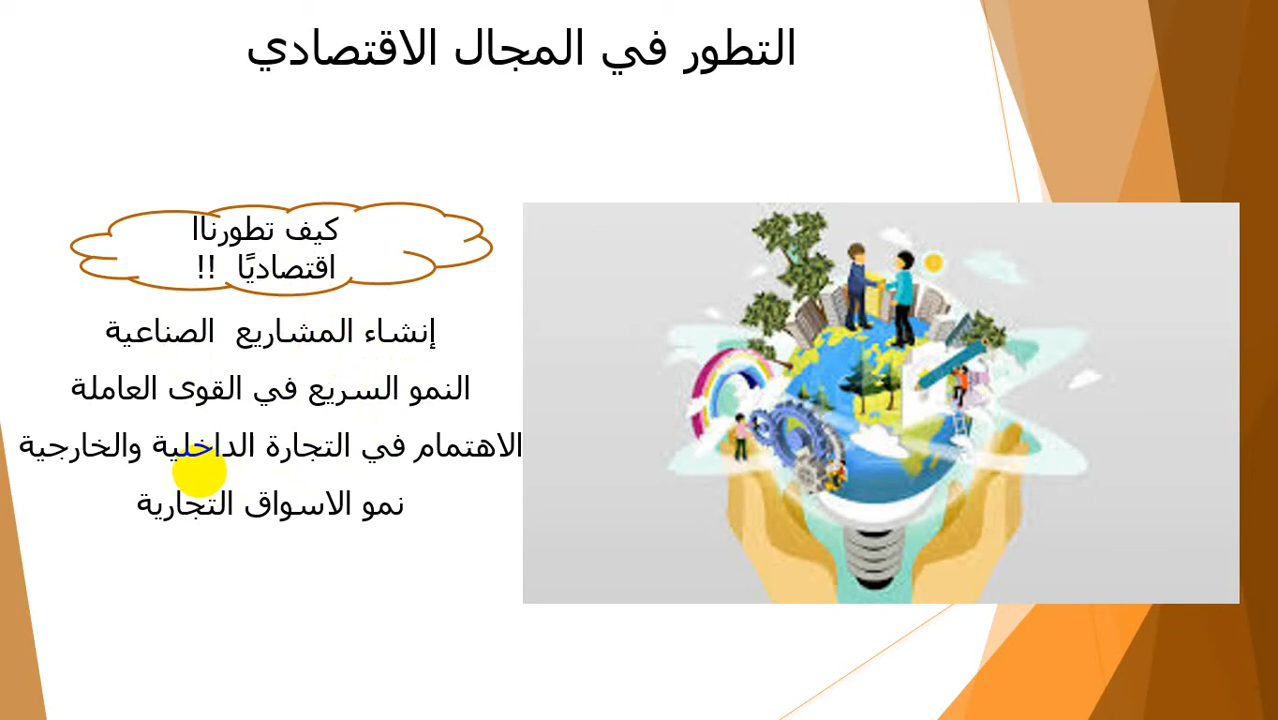 التطور في المجال الاقتصادي
كيف تطورناا
اقتصاديًا !!
إنشاء المشاريع الصناعية
النمو السريع في القوى العاملة
الاهتمام في التجارة الداخلية والخارجية
نمو الاسواق التجارية